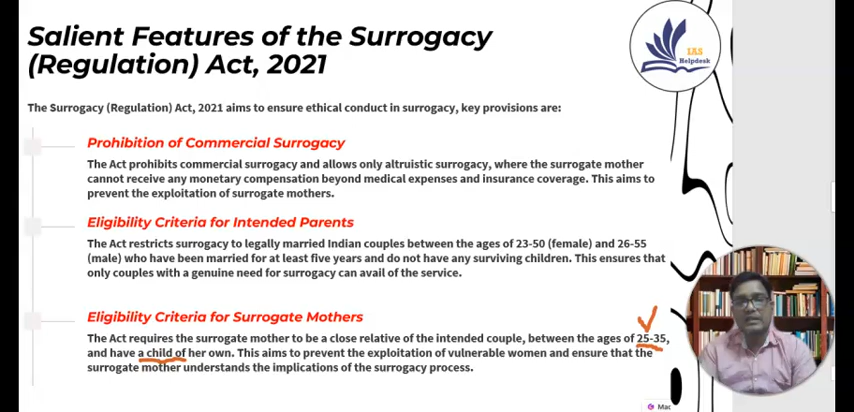 Salient Features of the Surrogacy
(Regulation) Act, 2021
IAS
Helpdesk
The Surrogacy (Regulation) Act, 2021 aims to ensure ethical conduct in surrogacy, key provisions are:
Prohibition of Commercial Surrogacy
The Act prohibits commercial surrogacy and allows only altruistic surrogacy, where the surrogate mother
cannot receive any monetary compensation beyond medical expenses and insurance coverage. This aims to
prevent the exploitation of surrogate mothers.
Eligibility Criteria for Intended Parents
The Act restricts surrogacy to legally married Indian couples between the ages of 23-50 (female) and 26-55
(male) who have been married for at least five years and do not have any surviving children. This ensures that
only couples with a genuine need for surrogacy can avail of the service.
Eligibility Criteria for Surrogate Mothers
The Act requires the surrogate mother to be a close relative of the intended couple, between the ages of 25-35,
and have a child of her own. This aims to prevent the exploitation of vulnerable women and ensure that the
surrogate mother understands the implications of the surrogacy process.
Mac